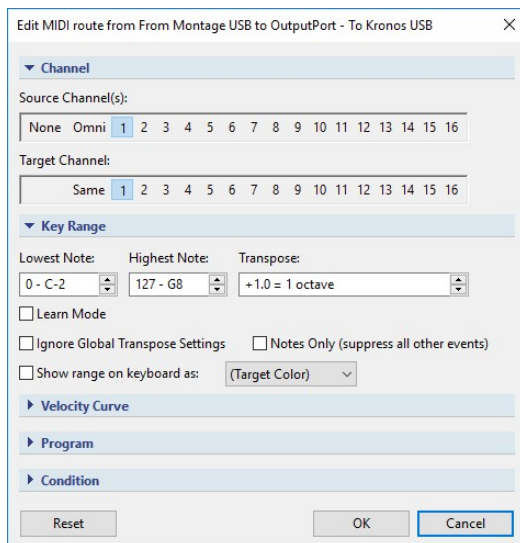 Edit MIDI route from From Montage USB to OutputPort - To Kronos USB
Channel
Source Channel(s):
None Omni 1 2 3 4 5 6 7 8 9 10 11 12 13 14 15 16
Target Channel:
Same 1 2 3 4 5 6 7 8 9 10 11 12 13 14 15 16
Key Range
Lowest Note: Highest Note: Transpose:
0 - C-2 127 - G8 +1.0 = 1 octave
Learn Mode
Ignore Global Transpose Settings Notes Only (suppress all other events)
Show range on keyboard as: (Target Color)
Velocity Curve
Program
Condition
Reset OK Cancel